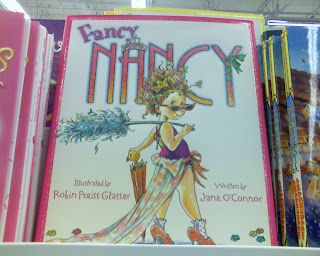 Fancy
NANCY
Illustrated by
Robin Preiss Glasser
Written by
Jane O'Connor